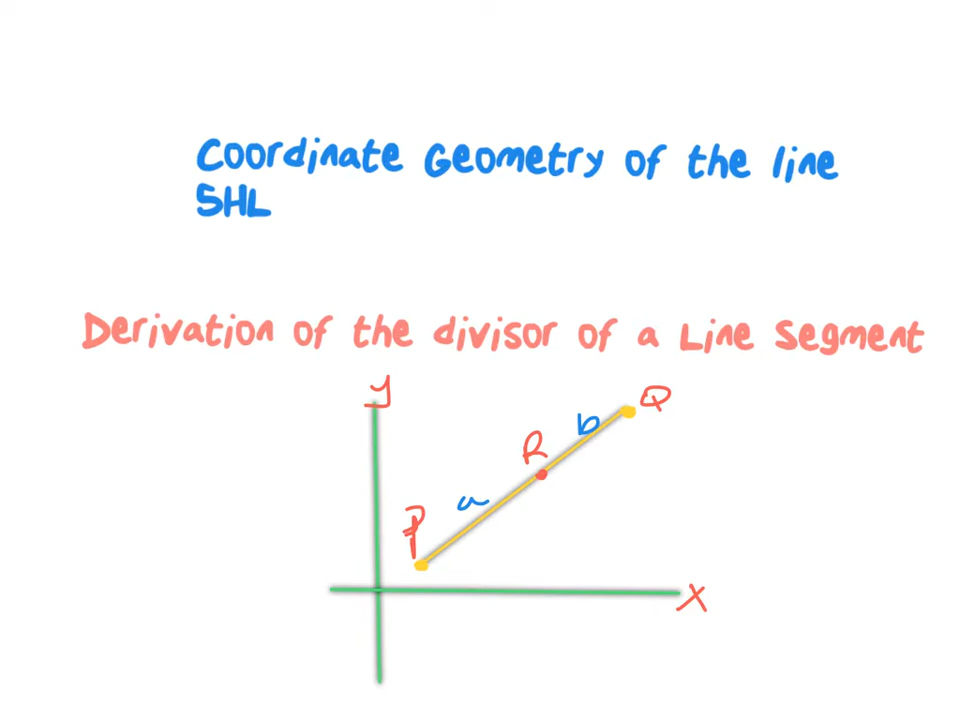 Coordinate Geometry of the line
SHL
Derivation of the divisor of a Line Segment
Y
Q
b
R
a
P
X